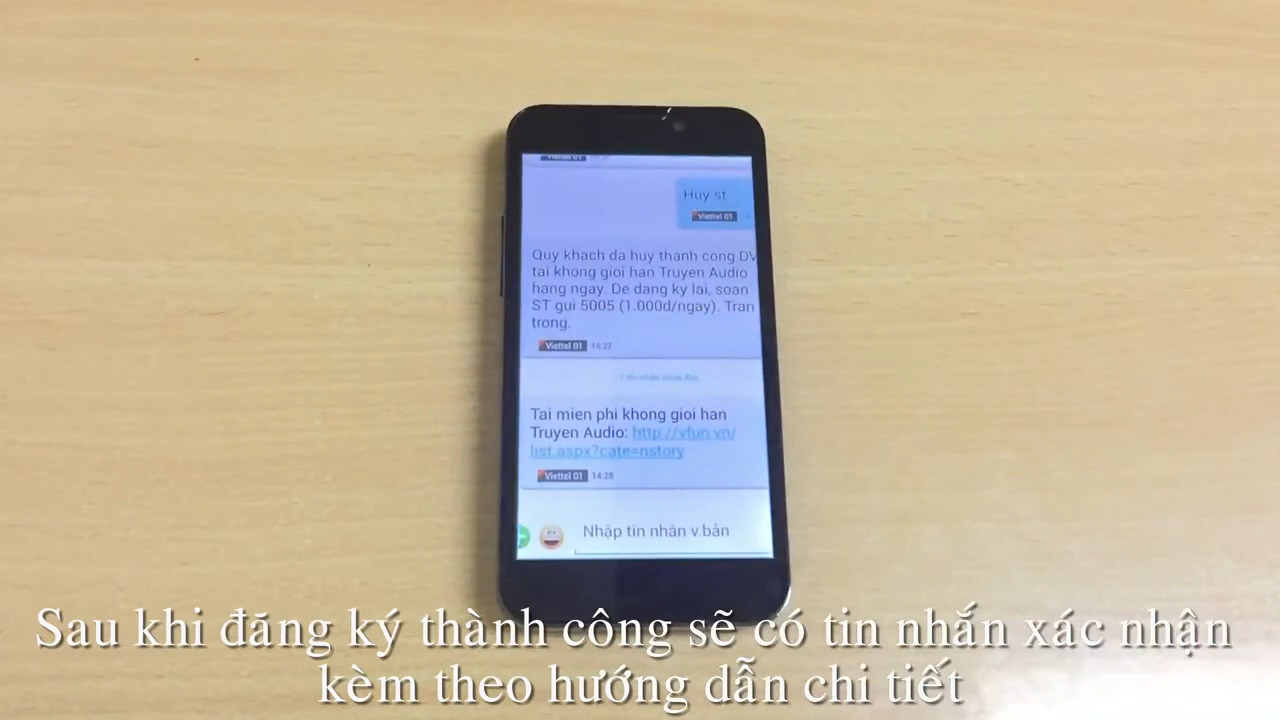 Huy st
Viettel 01
Quy khach da huy thanh cong DV
tai khong gioi han Truyen Audio
hang ngay. De dang ky lai, soan
ST gui 5005 (1.000d/ngay). Tran
trong.
Viettel 01 14:27
Tai mien phi khong gioi han
Truyen Audio: http://vfun.vn/
list.aspx?cate=nstory
Viettel 01 14:28
Nhập tin nhắn v.bản
Sau khi đăng ký thành công sẽ có tin nhắn xác nhận
kèm theo hướng dẫn chi tiết